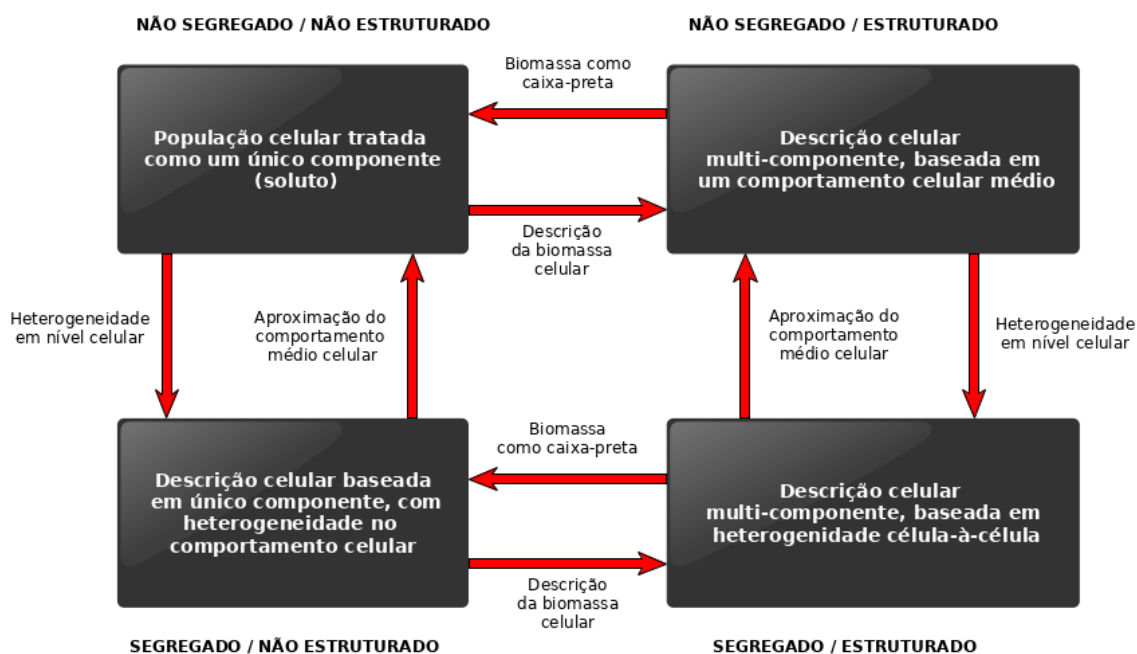 NÃO SEGREGADO / NÃO ESTRUTURADO
NÃO SEGREGADO / ESTRUTURADO
População celular tratada
como um único componente
(soluto)
Biomassa como
caixa-preta
Descrição
da biomassa
celular
Descrição celular
multi-componente, baseada em
um comportamento celular médio
Heterogeneidade
em nível celular
Aproximação do
comportamento
médio celular
Aproximação do
comportamento
médio celular
Heterogeneidade
em nível celular
Descrição celular baseada
em único componente, com
heterogeneidade no
comportamento celular
Biomassa
como caixa-preta
Descrição
da biomassa
celular
Descrição celular
multi-componente, baseada em
heterogenidade célula-à-célula
SEGREGADO / NÃO ESTRUTURADO
SEGREGADO / ESTRUTURADO